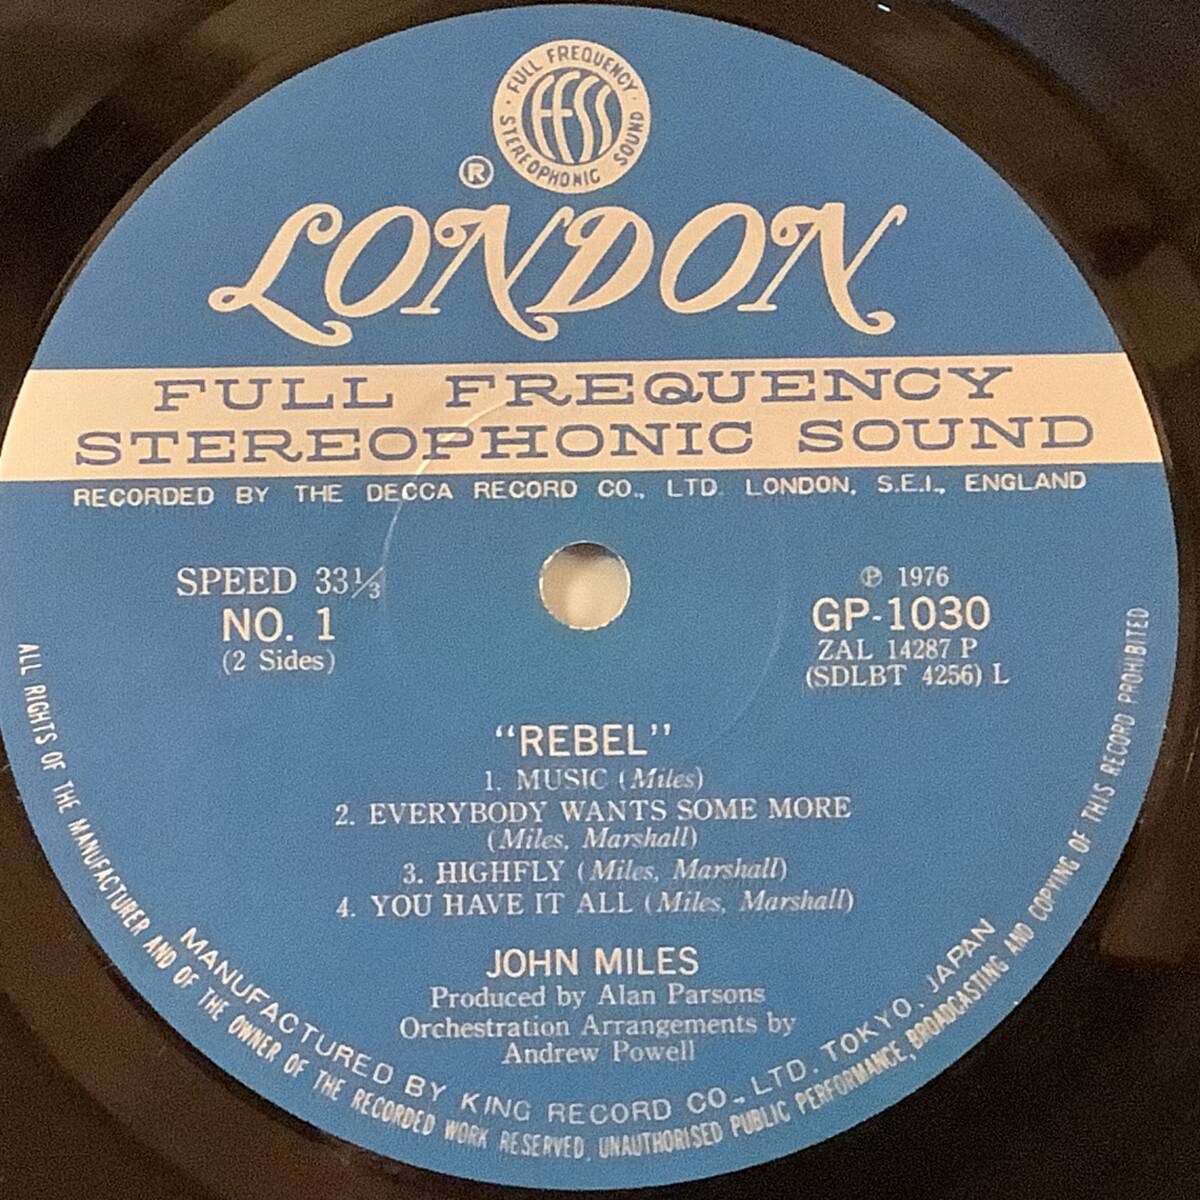 FULL FREQUENCY
STEREOPHONIC SOUND
FFSS
®
LONDON
FULL FREQUENCY
STEREOPHONIC SOUND
RECORDED BY THE DECCA RECORD CO., LTD. LONDON, S.E.I., ENGLAND
SPEED 33⅓
NO. 1
(2 Sides)
℗ 1976
GP-1030
ZAL 14287 P
(SDLBT 4256) L
"REBEL"
1. MUSIC (Miles)
2. EVERYBODY WANTS SOME MORE
(Miles, Marshall)
3. HIGHFLY (Miles, Marshall)
4. YOU HAVE IT ALL (Miles, Marshall)
JOHN MILES
Produced by Alan Parsons
Orchestration Arrangements by
Andrew Powell
MANUFACTURED BY KING RECORD CO., LTD. TOKYO, JAPAN
ALL RIGHTS OF THE MANUFACTURER AND OF THE OWNER OF THE RECORDED WORK RESERVED, UNAUTHORISED PUBLIC PERFORMANCE, BROADCASTING AND COPYING OF THIS RECORD PROHIBITED